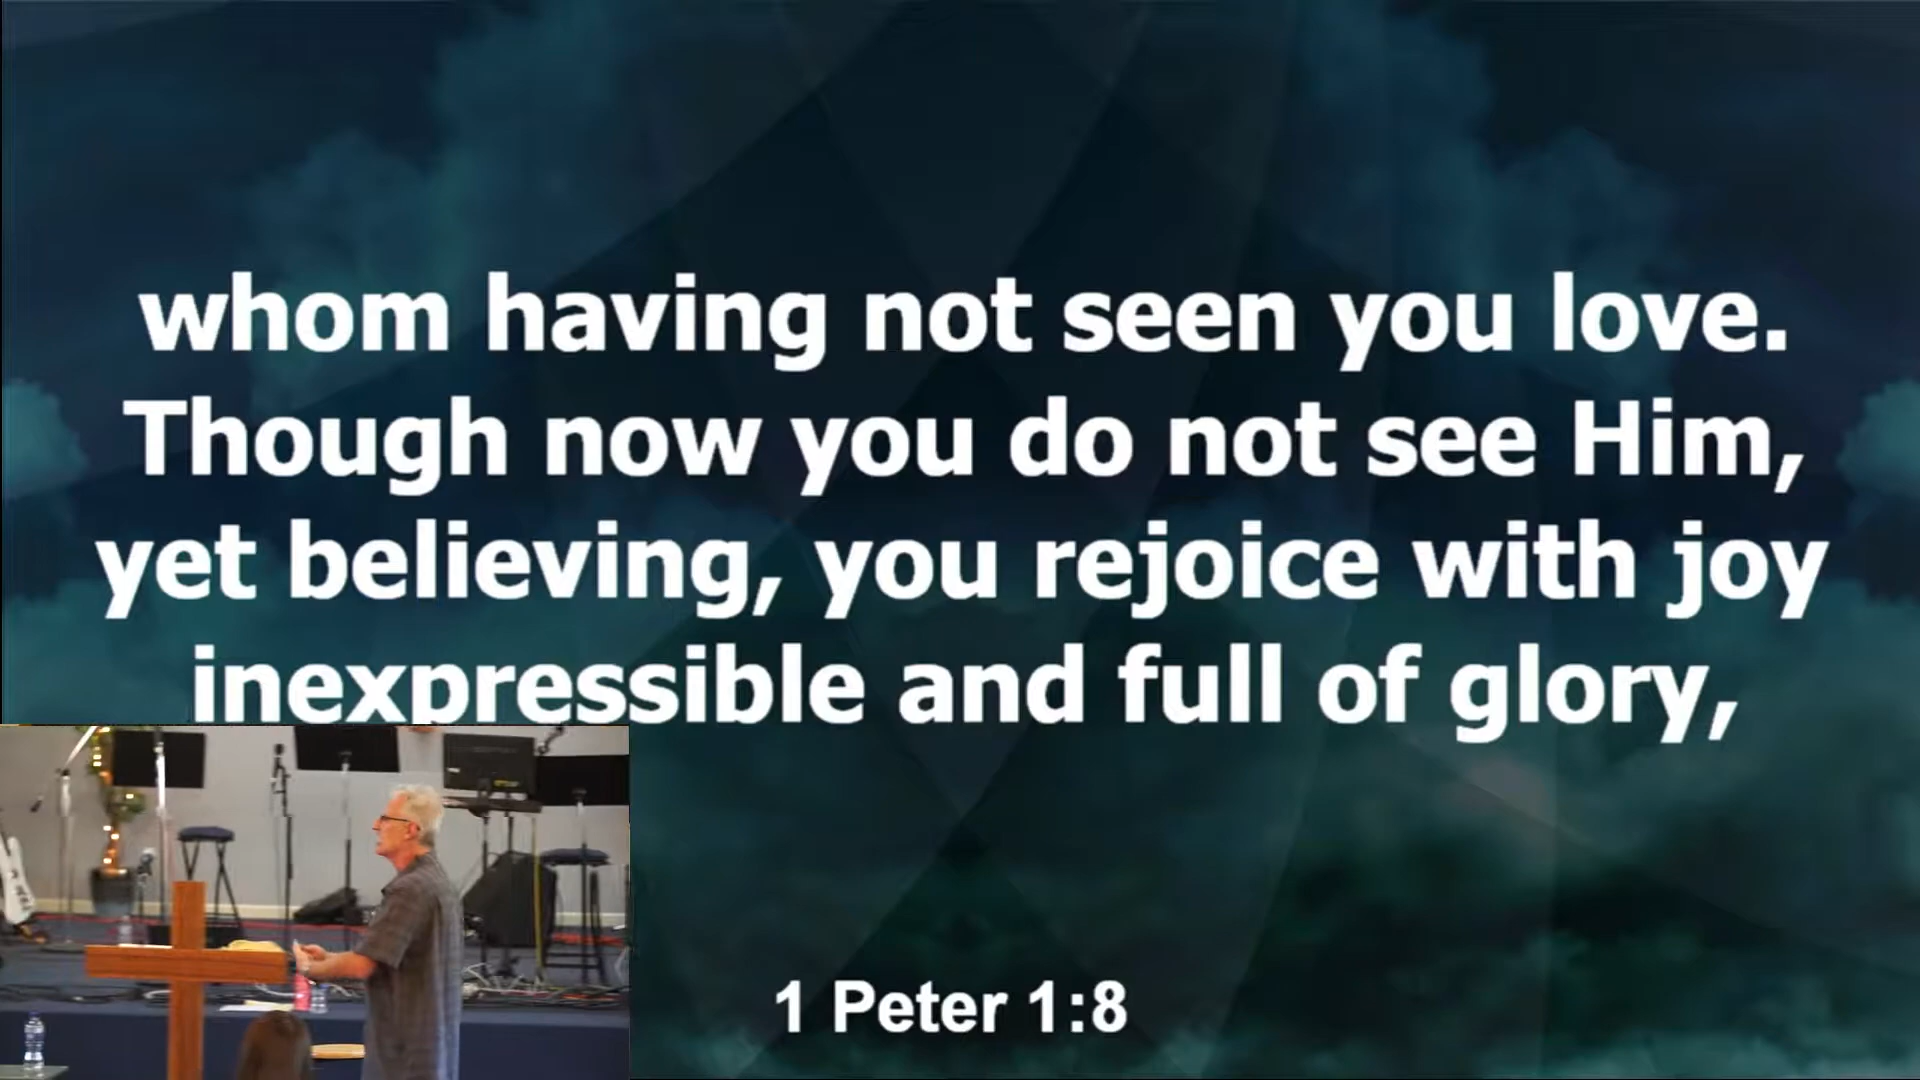 whom having not seen you love.
Though now you do not see Him,
yet believing, you rejoice with joy
inexpressible and full of glory,
1 Peter 1:8